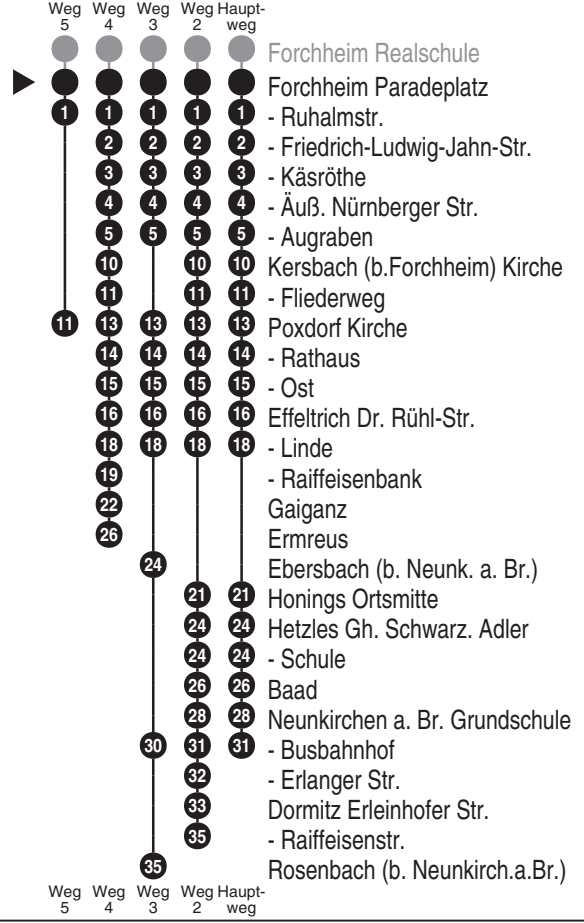 Weg Weg Weg Weg Haupt-
5 4 3 2 weg
Forchheim Realschule
Forchheim Paradeplatz
1 1 1 1 1 - Ruhalmstr.
2 2 2 2 - Friedrich-Ludwig-Jahn-Str.
3 3 3 3 - Käsröthe
4 4 4 4 - Äuß. Nürnberger Str.
5 5 5 5 - Augraben
10 10 10 Kersbach (b.Forchheim) Kirche
11 11 11 - Fliederweg
11 13 13 13 13 Poxdorf Kirche
14 14 14 14 - Rathaus
15 15 15 15 - Ost
16 16 16 16 Effeltrich Dr. Rühl-Str.
18 18 18 18 - Linde
19 - Raiffeisenbank
22 Gaiganz
26 Ermreus
24 Ebersbach (b. Neunk. a. Br.)
21 21 Honings Ortsmitte
24 24 Hetzles Gh. Schwarz. Adler
24 24 - Schule
26 26 Baad
28 28 Neunkirchen a. Br. Grundschule
30 31 31 - Busbahnhof
32 - Erlanger Str.
33 Dormitz Erleinhofer Str.
35 - Raiffeisenstr.
35 Rosenbach (b. Neunkirch.a.Br.)
Weg Weg Weg Weg Haupt-
5 4 3 2 weg